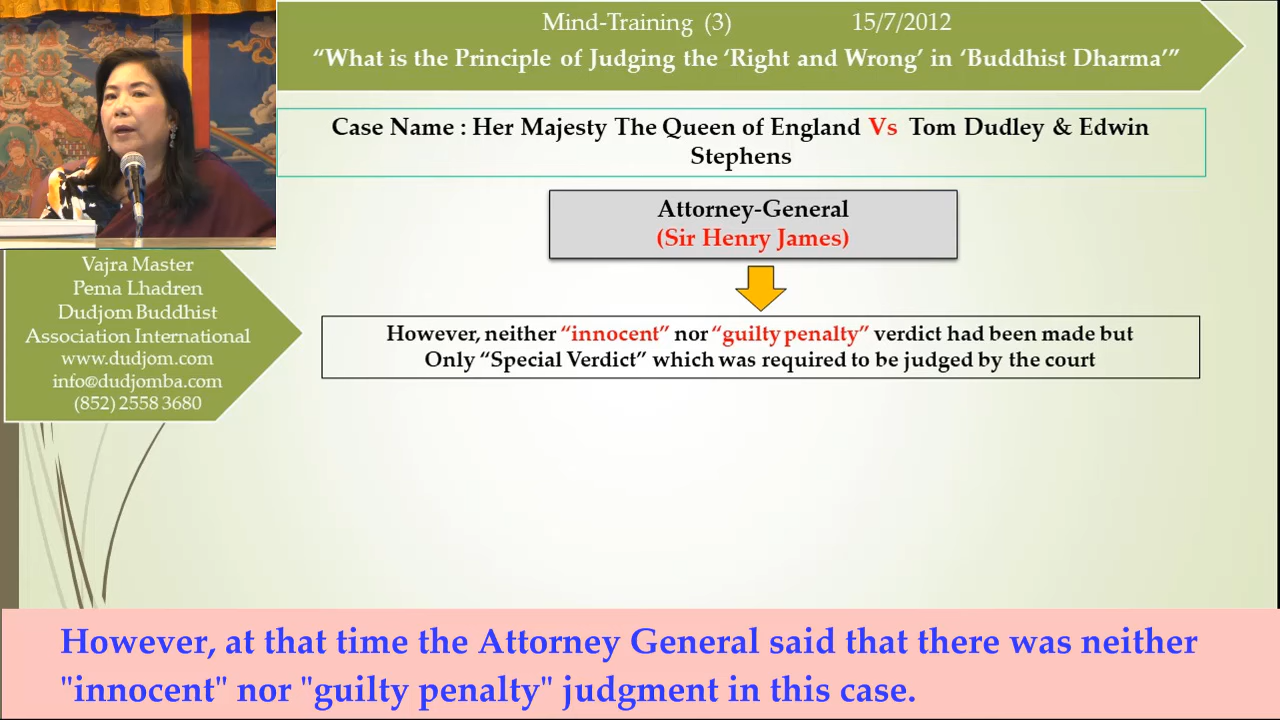 Mind-Training (3) 15/7/2012
“What is the Principle of Judging the ‘Right and Wrong’ in ‘Buddhist Dharma’”
Case Name : Her Majesty The Queen of England Vs Tom Dudley & Edwin
Stephens
Attorney-General
(Sir Henry James)
However, neither “innocent” nor “guilty penalty” verdict had been made but
Only “Special Verdict” which was required to be judged by the court
Vajra Master
Pema Lhadren
Dudjom Buddhist
Association International
www.dudjom.com
info@dudjomba.com
(852) 2558 3680
However, at that time the Attorney General said that there was neither
"innocent" nor "guilty penalty" judgment in this case.